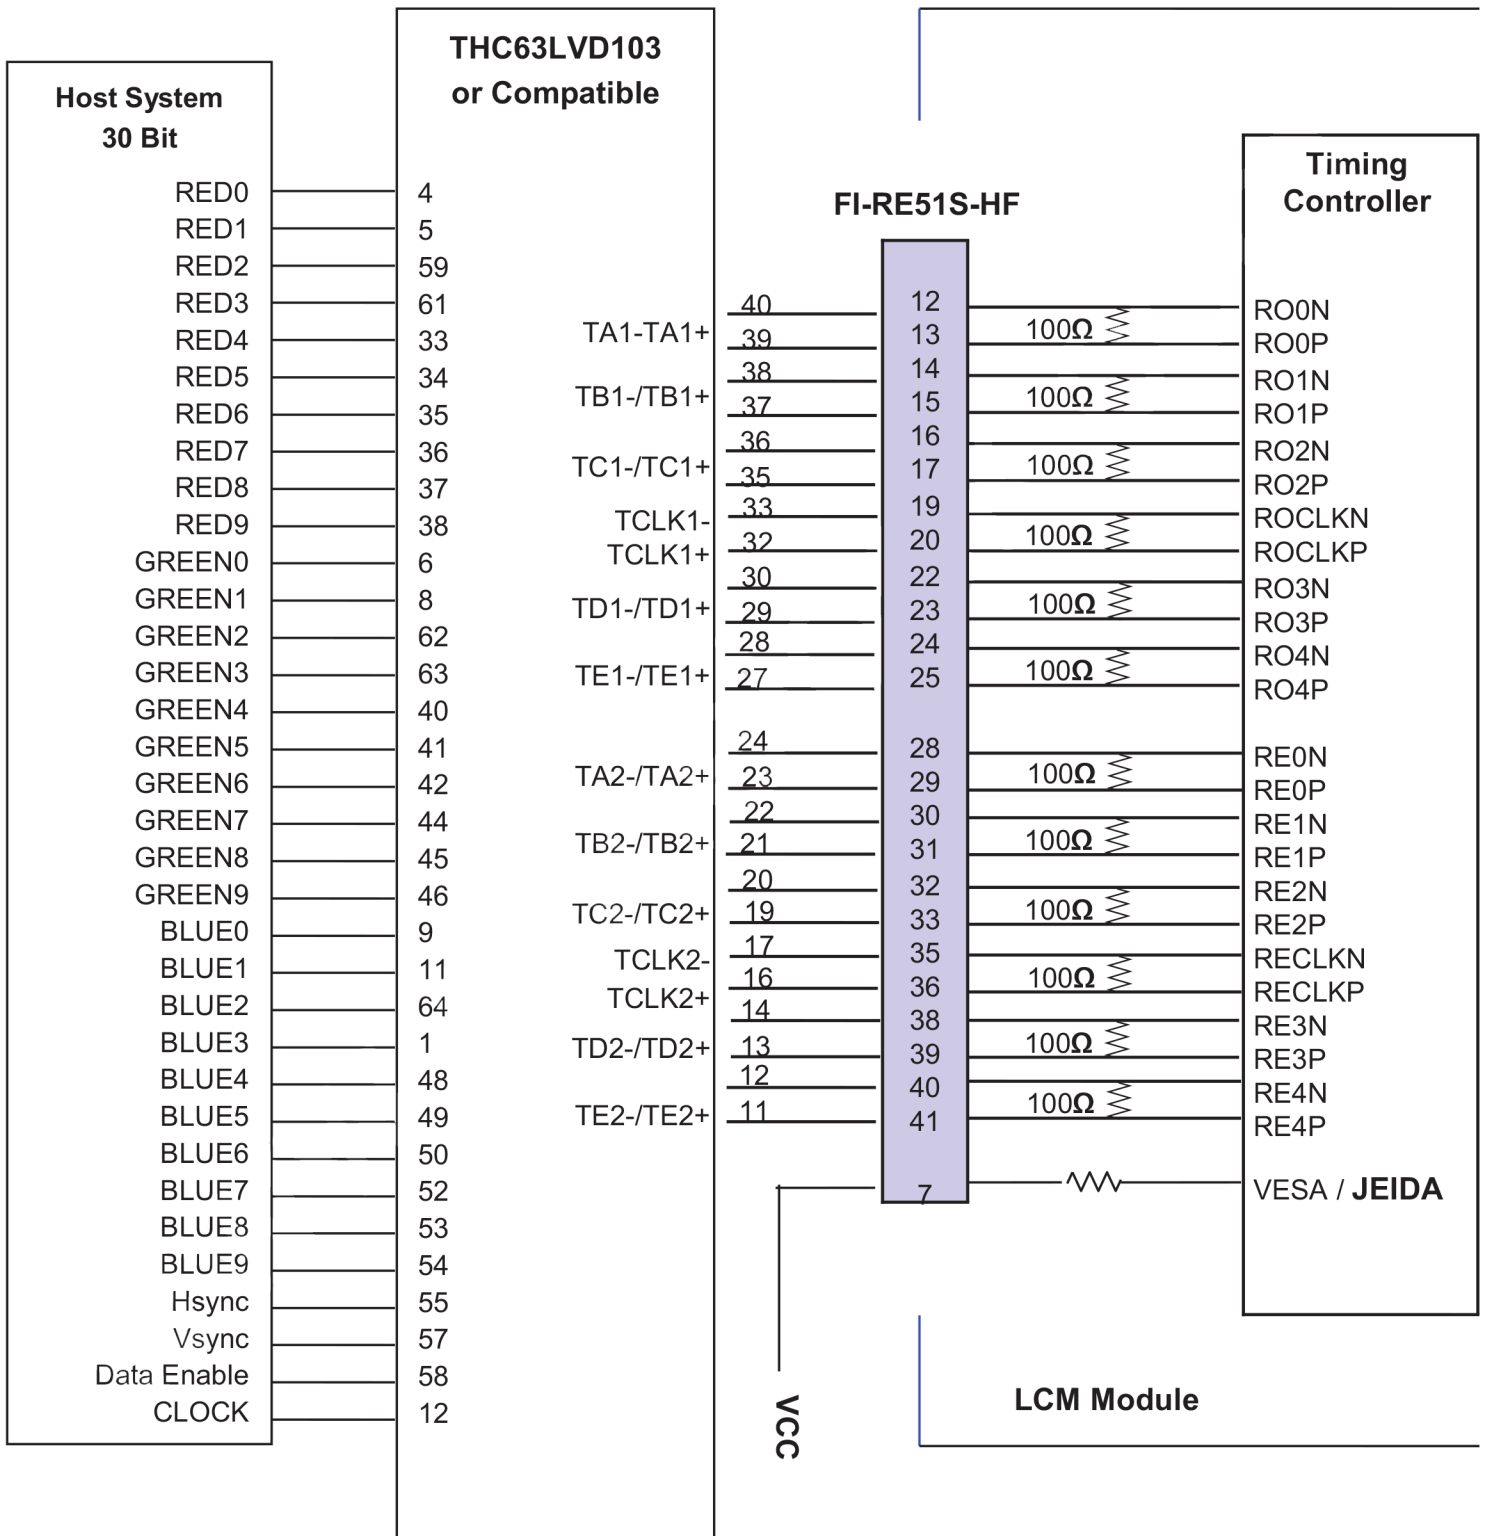 THC63LVD103
or Compatible
Host System
30 Bit
RED0 4
RED1 5
RED2 59
RED3 61
RED4 33
RED5 34
RED6 35
RED7 36
RED8 37
RED9 38
GREEN0 6
GREEN1 8
GREEN2 62
GREEN3 63
GREEN4 40
GREEN5 41
GREEN6 42
GREEN7 44
GREEN8 45
GREEN9 46
BLUE0 9
BLUE1 11
BLUE2 64
BLUE3 1
BLUE4 48
BLUE5 49
BLUE6 50
BLUE7 52
BLUE8 53
BLUE9 54
Hsync 55
Vsync 57
Data Enable 58
CLOCK 12
TA1-TA1+
TB1-/TB1+
TC1-/TC1+
TCLK1-
TCLK1+
TD1-/TD1+
TE1-/TE1+
TA2-/TA2+
TB2-/TB2+
TC2-/TC2+
TCLK2-
TCLK2+
TD2-/TD2+
TE2-/TE2+
FI-RE51S-HF
Timing
Controller
40 12 RO0N
100Ω
39 13 RO0P
38 14 RO1N
100Ω
37 15 RO1P
36 16 RO2N
100Ω
35 17 RO2P
33 19 ROCLKN
100Ω
32 20 ROCLKP
30 22 RO3N
100Ω
29 23 RO3P
28 24 RO4N
100Ω
27 25 RO4P
24 28 RE0N
100Ω
23 29 RE0P
22 30 RE1N
100Ω
21 31 RE1P
20 32 RE2N
100Ω
19 33 RE2P
17 35 RECLKN
100Ω
16 36 RECLKP
14 38 RE3N
100Ω
13 39 RE3P
12 40 RE4N
100Ω
11 41 RE4P
7 VESA / JEIDA
VCC
LCM Module